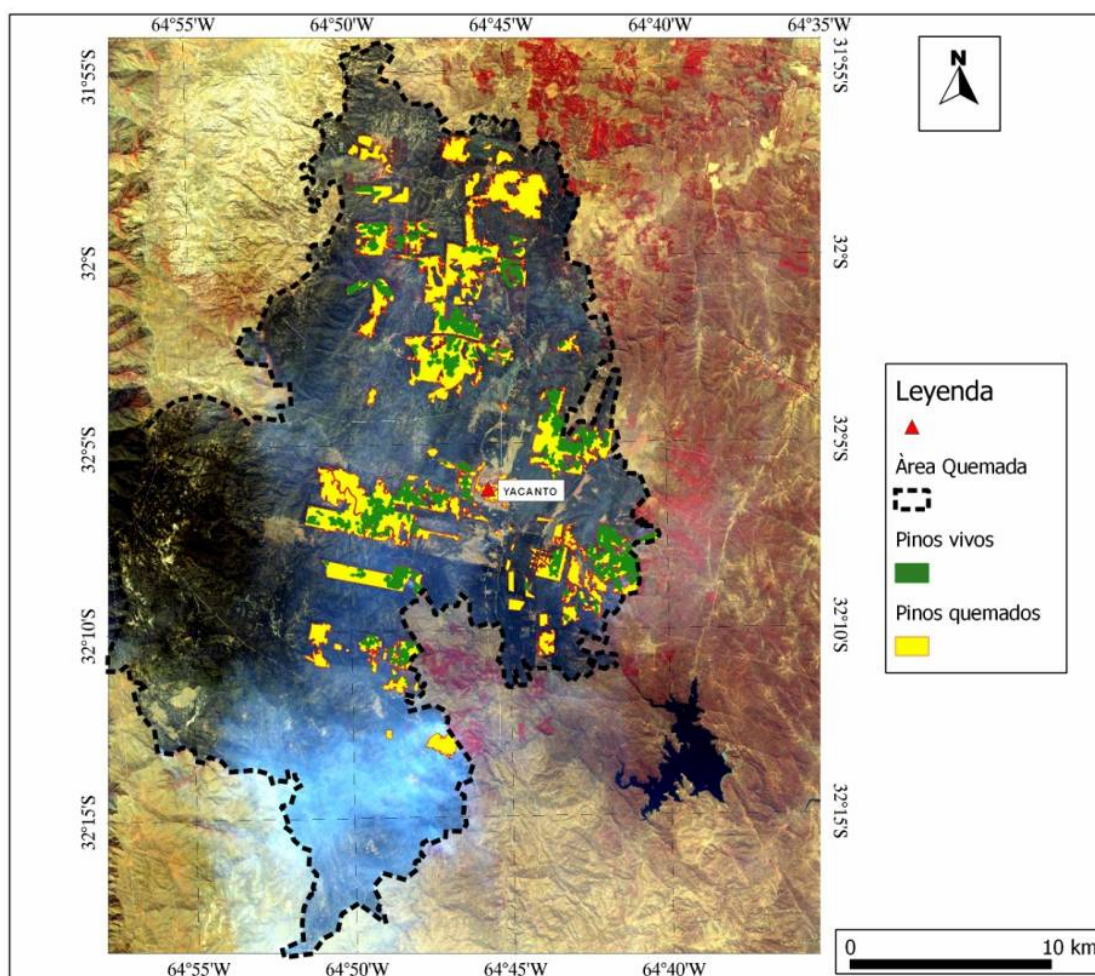 64°55'W 64°50'W 64°45'W 64°40'W 64°35'W
31°55'S 31°55'S
N
32°S 32°S
Leyenda
Àrea Quemada
32°5'S 32°5'S
YACANTO
Pinos vivos
Pinos quemados
32°10'S 32°10'S
32°15'S 32°15'S
0 10 km
64°55'W 64°50'W 64°45'W 64°40'W